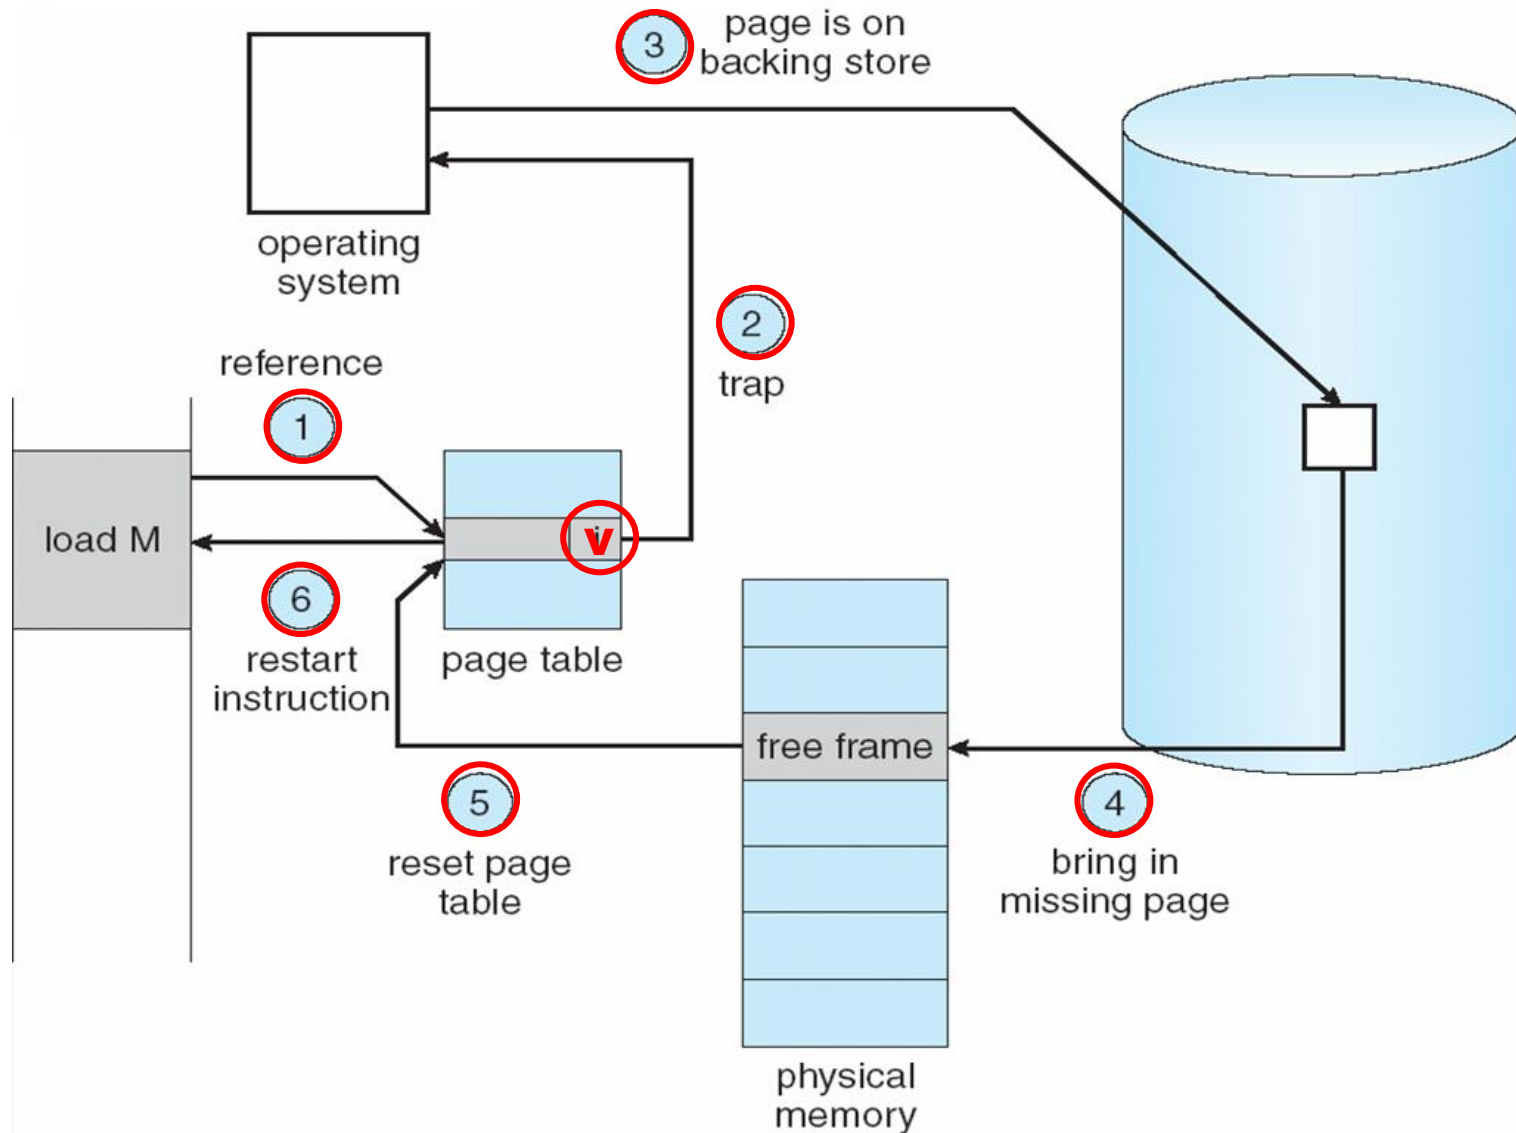 3
page is on
backing store
operating
system
2
trap
reference
1
load M
v
6
restart
instruction
page table
free frame
5
reset page
table
4
bring in
missing page
physical
memory